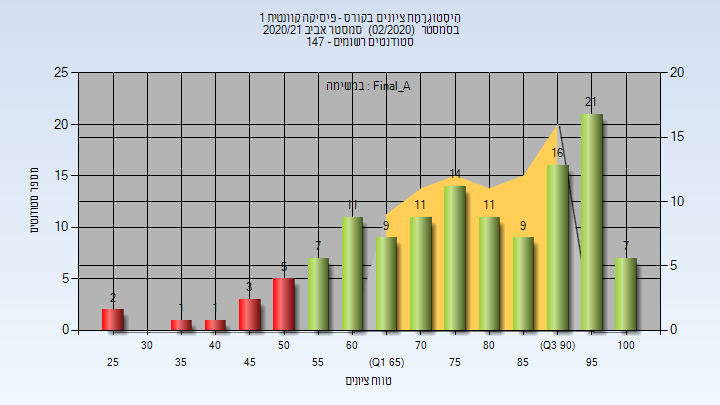 היסטוגרמת ציונים בקורס - פיסיקה קוונטית 1
בסמסטר (02/2020) סמסטר אביב 2020/21
סטודנטים רשומים - 147
במשימה : Final_A
25 20
20 15
15 10
10 5
5 0
0
מספר סטודנטים
2 1 1 3 5 7 11 9 11 14 11 9 16 21 7
30 40 50 60 70 80 (Q3 90) 100
25 35 45 55 (Q1 65) 75 85 95
טווח ציונים